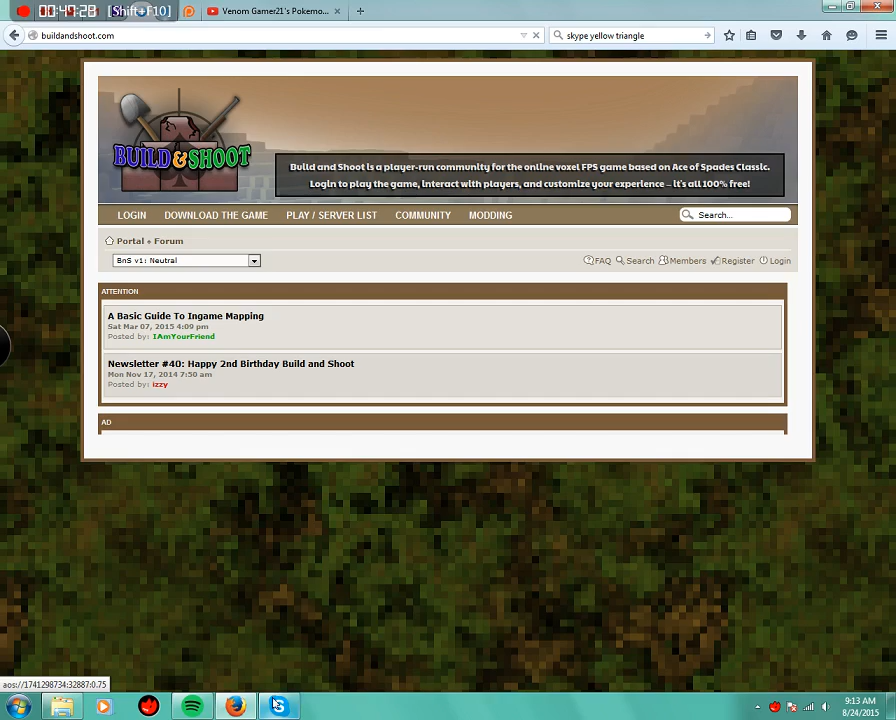 00:49:28 [Shift+F10]
Venom Gamer21's Pokemo...
buildandshoot.com
skype yellow triangle
BUILD&SHOOT
Build and Shoot is a player-run community for the online voxel FPS game based on Ace of Spades Classic.
Login to play the game, interact with players, and customize your experience – it's all 100% free!
LOGIN DOWNLOAD THE GAME PLAY / SERVER LIST COMMUNITY MODDING Search...
Portal • Forum
BnS v1: Neutral FAQ Search Members Register Login
ATTENTION
A Basic Guide To Ingame Mapping
Sat Mar 07, 2015 4:09 pm
Posted by: IAmYourFriend
Newsletter #40: Happy 2nd Birthday Build and Shoot
Mon Nov 17, 2014 7:50 am
Posted by: izzy
AD
aos://1741298734:32887:0.75
9:13 AM
8/24/2015